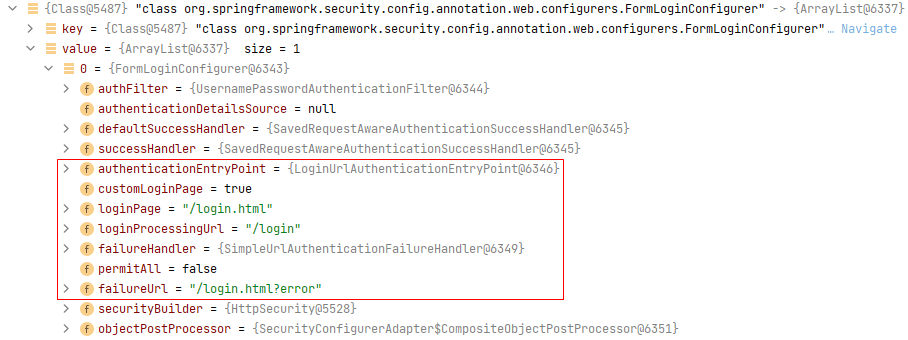 {Class@5487} "class org.springframework.security.config.annotation.web.configurers.FormLoginConfigurer" -> {ArrayList@6337}
key = {Class@5487} "class org.springframework.security.config.annotation.web.configurers.FormLoginConfigurer"... Navigate
value = {ArrayList@6337} size = 1
0 = {FormLoginConfigurer@6343}
f authFilter = {UsernamePasswordAuthenticationFilter@6344}
f authenticationDetailsSource = null
f defaultSuccessHandler = {SavedRequestAwareAuthenticationSuccessHandler@6345}
f successHandler = {SavedRequestAwareAuthenticationSuccessHandler@6345}
f authenticationEntryPoint = {LoginUrlAuthenticationEntryPoint@6346}
f customLoginPage = true
f loginPage = "/login.html"
f loginProcessingUrl = "/login"
f failureHandler = {SimpleUrlAuthenticationFailureHandler@6349}
f permitAll = false
f failureUrl = "/login.html?error"
f securityBuilder = {HttpSecurity@5528}
f objectPostProcessor = {SecurityConfigurerAdapter$CompositeObjectPostProcessor@6351}